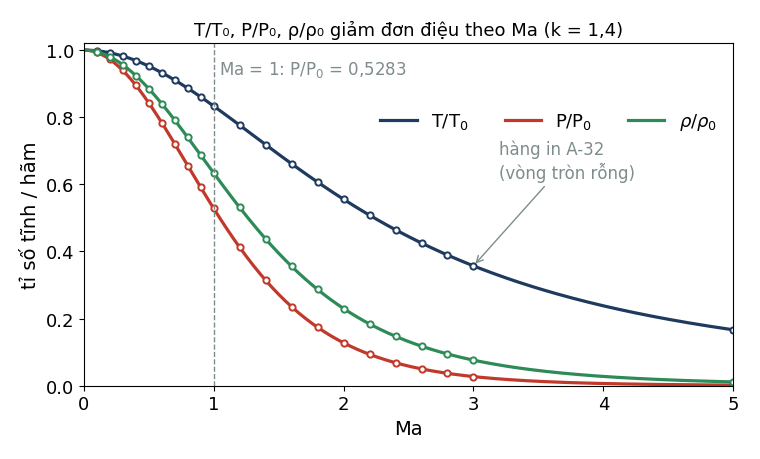 T/T₀, P/P₀, ρ/ρ₀ giảm đơn điệu theo Ma (k = 1,4)
Ma = 1: P/P₀ = 0,5283
T/T₀
P/P₀
ρ/ρ₀
hàng in A-32
(vòng tròn rỗng)
tỉ số tĩnh / hãm
1.0
0.8
0.6
0.4
0.2
0.0
0
1
2
3
4
5
Ma